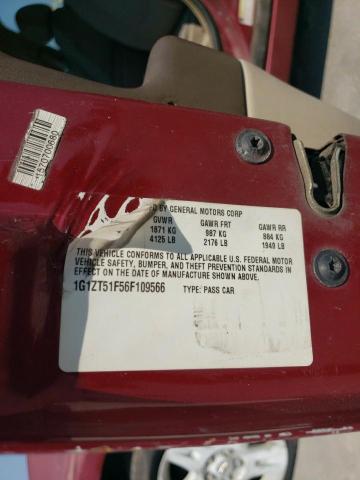 FD BY GENERAL MOTORS CORP
GVWR GAWR FRT GAWR RR
1871 KG 987 KG 884 KG
4125 LB 2176 LB 1949 LB
THIS VEHICLE CONFORMS TO ALL APPLICABLE U.S. FEDERAL MOTOR
VEHICLE SAFETY, BUMPER, AND THEFT PREVENTION STANDARDS IN
EFFECT ON THE DATE OF MANUFACTURE SHOWN ABOVE.
1G1ZT51F56F109566 TYPE: PASS CAR